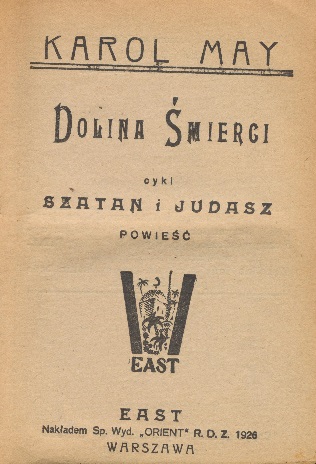 KAROL MAY
DOLINA ŚMIERCI
cykl
SZATAN i JUDASZ
POWIEŚĆ
EAST
EAST
Nakładem Sp. Wyd. „ORIENT" R. D. Z. 1926
WARSZAWA